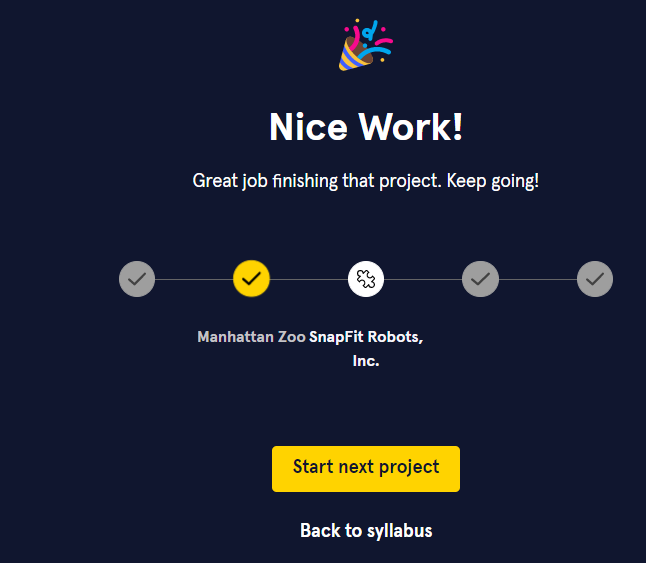 Nice Work!
Great job finishing that project. Keep going!
Manhattan Zoo
SnapFit Robots,
Inc.
Start next project
Back to syllabus